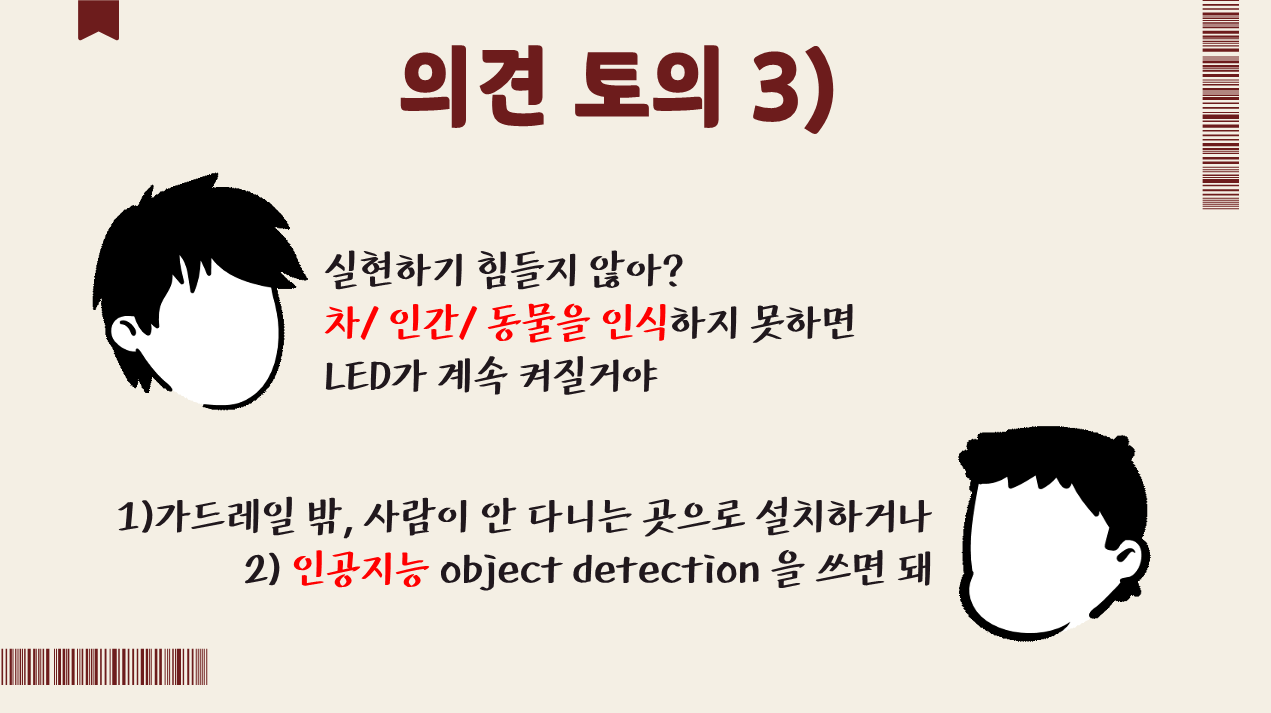 의견 토의 3)
실현하기 힘들지 않아?
차/ 인간/ 동물을 인식하지 못하면
LED가 계속 켜질거야
1)가드레일 밖, 사람이 안 다니는 곳으로 설치하거나
2) 인공지능 object detection 을 쓰면 돼